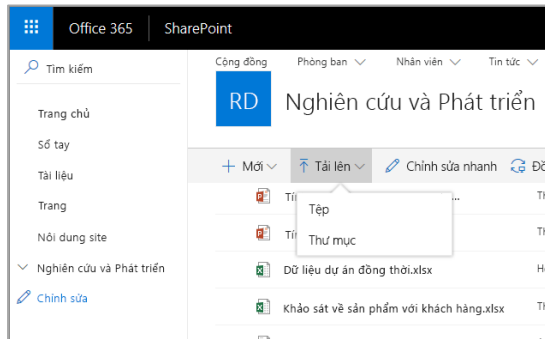 Office 365 SharePoint
Tìm kiếm
Trang chủ
Sổ tay
Tài liệu
Trang
Nội dung site
Nghiên cứu và Phát triển
Chỉnh sửa
Cộng đồng Phòng ban Nhân viên Tin tức
RD Nghiên cứu và Phát triển
+ Mới Tải lên Chỉnh sửa nhanh
Tệp
Thư mục
Dữ liệu dự án đồng thời.xlsx
Khảo sát về sản phẩm với khách hàng.xlsx